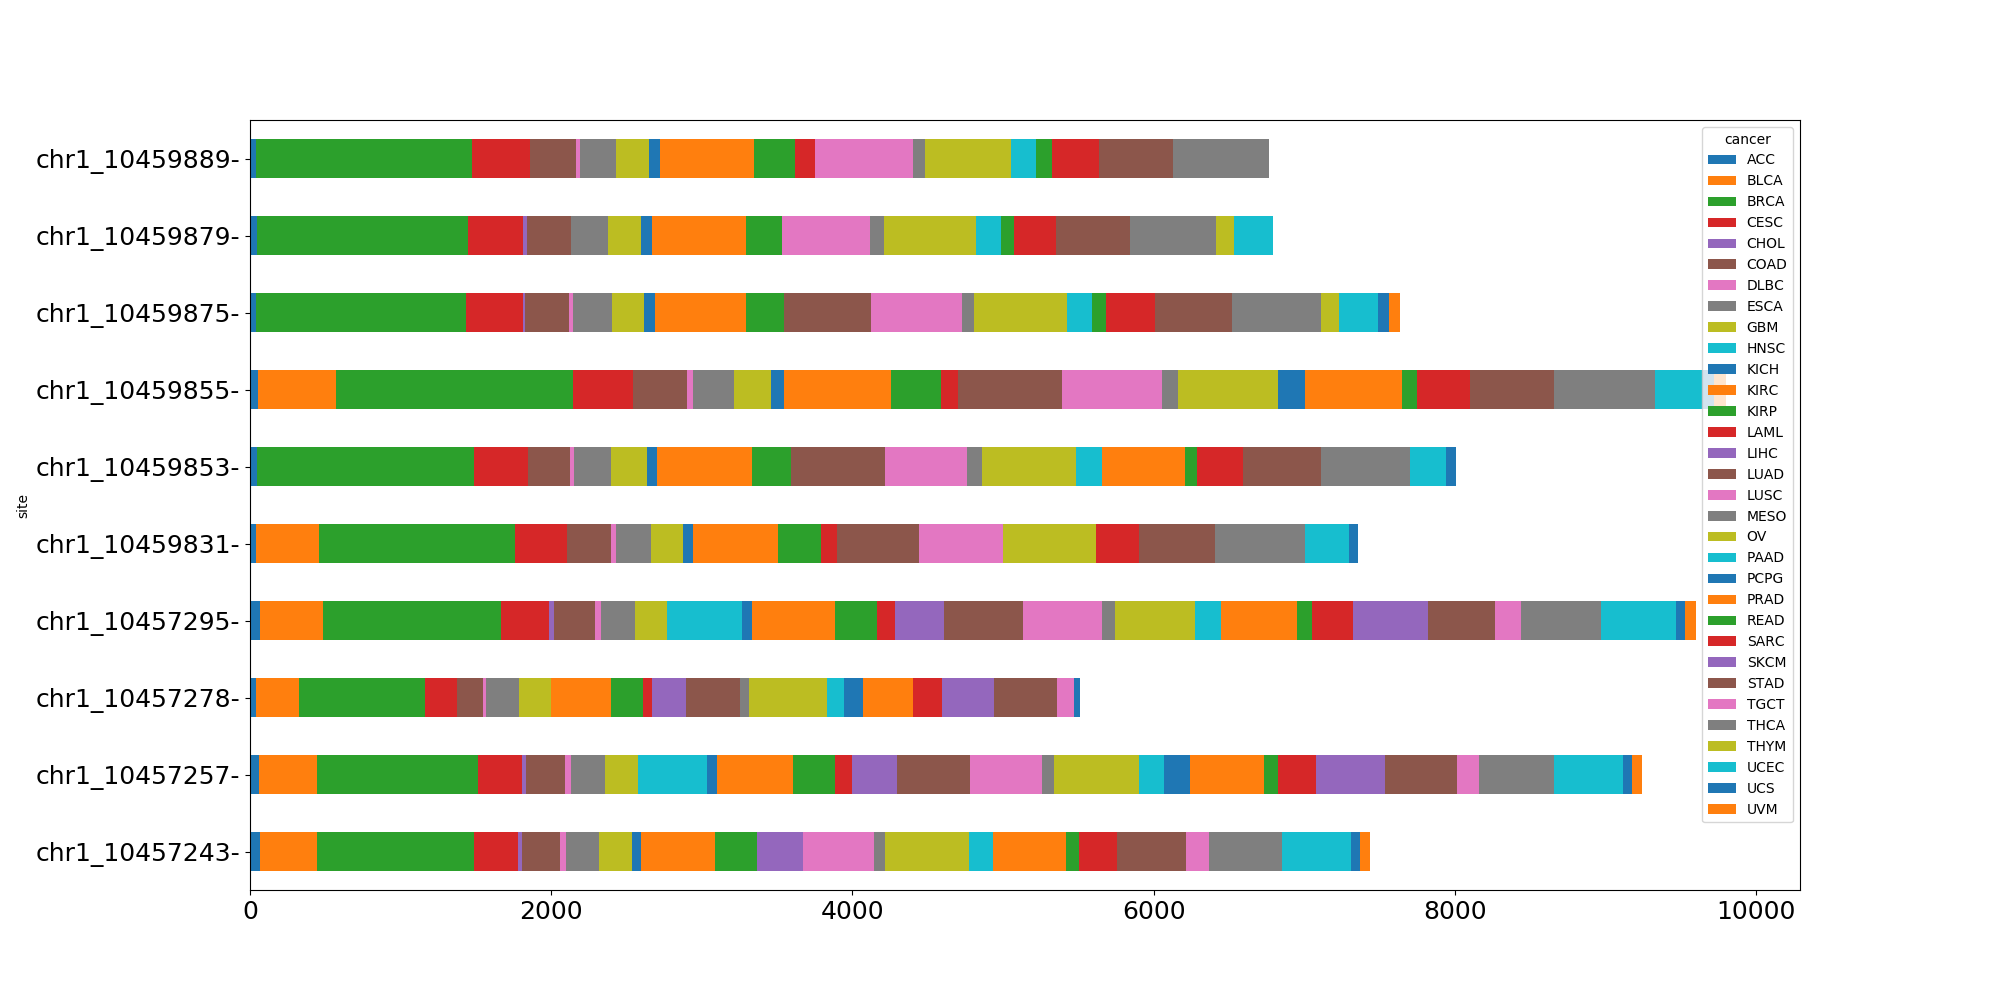 chr1_10459889-
chr1_10459879-
chr1_10459875-
chr1_10459855-
chr1_10459853-
chr1_10459831-
chr1_10457295-
chr1_10457278-
chr1_10457257-
chr1_10457243-
site
0 2000 4000 6000 8000 10000
cancer
ACC
BLCA
BRCA
CESC
CHOL
COAD
DLBC
ESCA
GBM
HNSC
KICH
KIRC
KIRP
LAML
LIHC
LUAD
LUSC
MESO
OV
PAAD
PCPG
PRAD
READ
SARC
SKCM
STAD
TGCT
THCA
THYM
UCEC
UCS
UVM